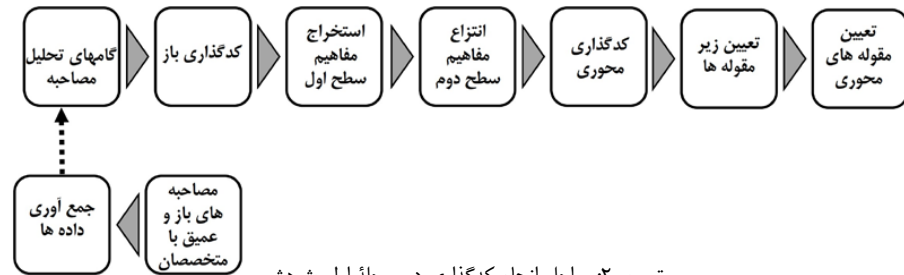 گامهای تحلیل
مصاحبه
کدگذاری باز
استخراج
مفاهیم
سطح اول
انتزاع
مفاهیم
سطح دوم
کدگذاری
محوری
تعیین زیر
مقوله ها
تعیین
مقوله های
محوری
جمع آوری
داده ها
مصاحبه
های باز و
عمیق با
متخصصان